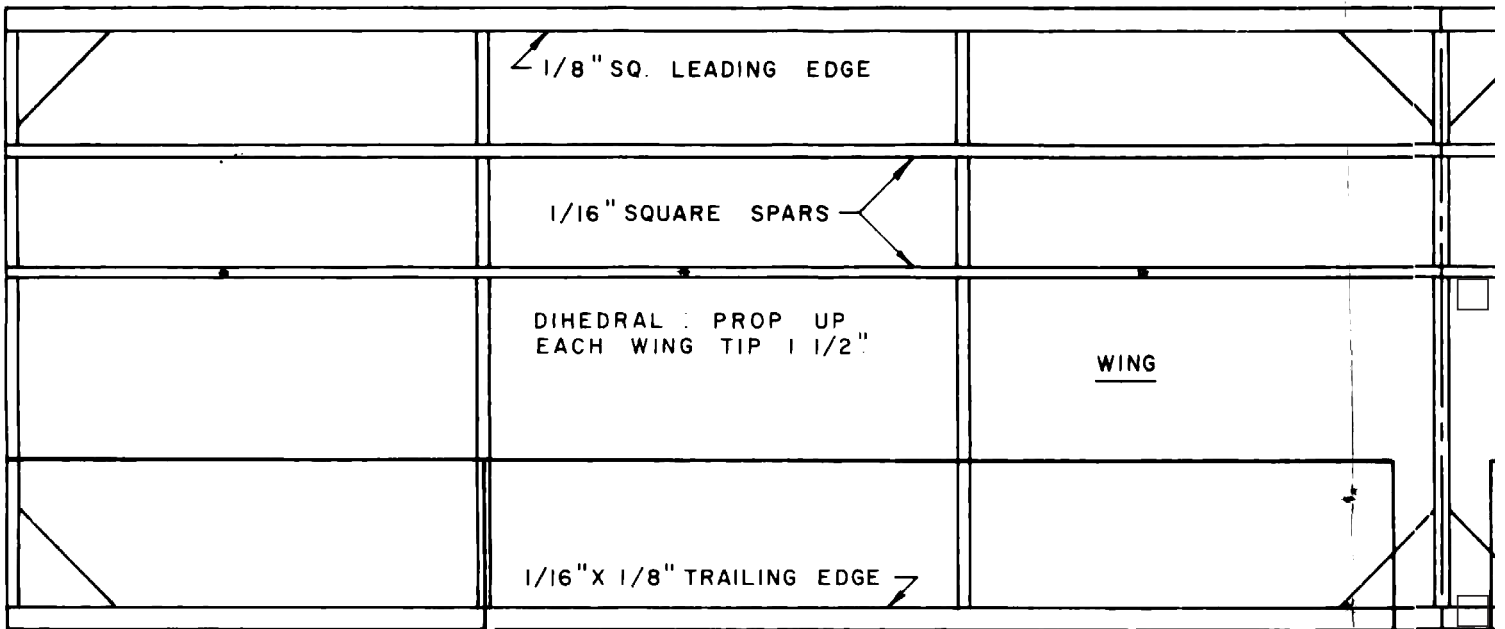 1/8" SQ. LEADING EDGE
1/16" SQUARE SPARS
DIHEDRAL : PROP UP
EACH WING TIP 1 1/2".
WING
1/16" X 1/8" TRAILING EDGE